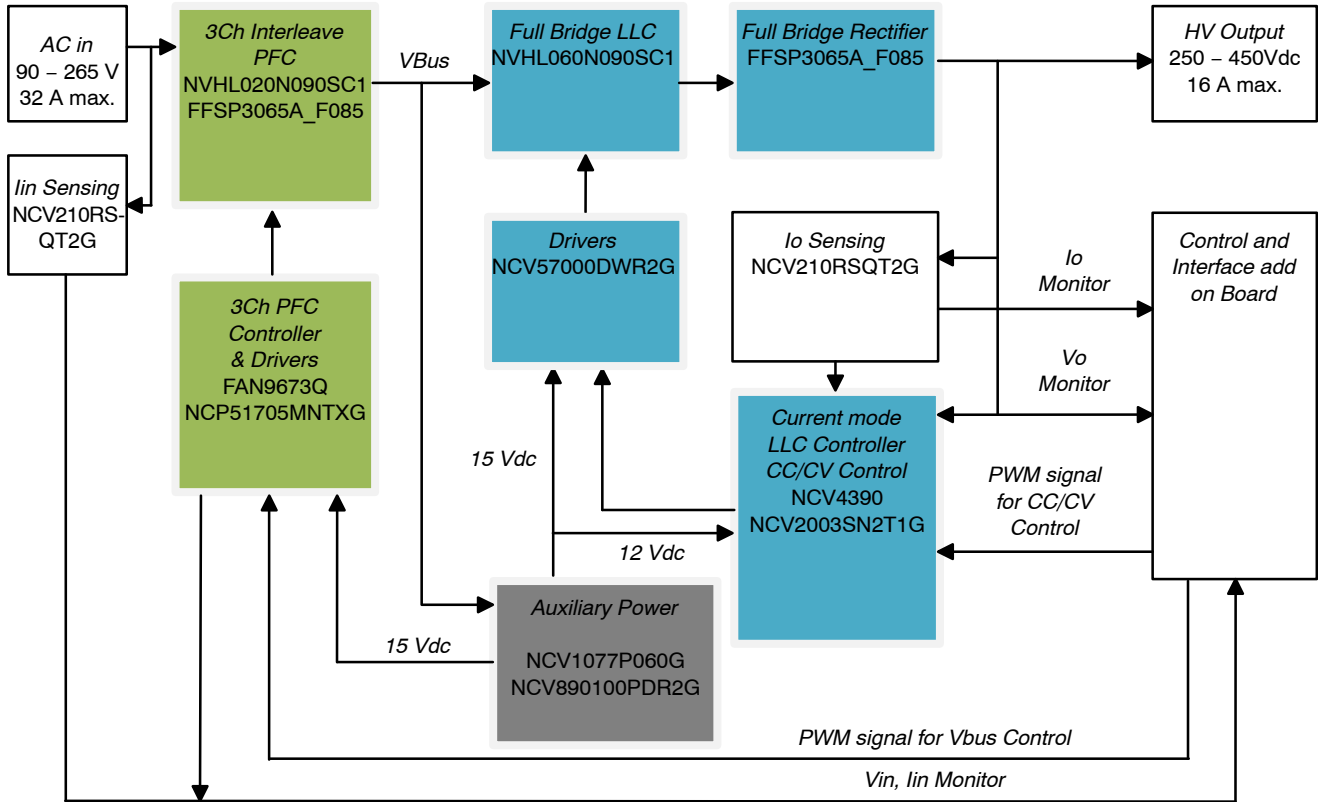 AC in
90 – 265 V
32 A max.
3Ch Interleave
PFC
NVHL020N090SC1
FFSP3065A_F085
VBus
Full Bridge LLC
NVHL060N090SC1
Full Bridge Rectifier
FFSP3065A_F085
HV Output
250 – 450Vdc
16 A max.
Iin Sensing
NCV210RS-
QT2G
3Ch PFC
Controller
& Drivers
FAN9673Q
NCP51705MNTXG
Drivers
NCV57000DWR2G
Io Sensing
NCV210RSQT2G
Io
Monitor
Vo
Monitor
Control and
Interface add
on Board
Current mode
LLC Controller
CC/CV Control
NCV4390
NCV2003SN2T1G
PWM signal
for CC/CV
Control
15 Vdc
12 Vdc
15 Vdc
Auxiliary Power
NCV1077P060G
NCV890100PDR2G
PWM signal for Vbus Control
Vin, Iin Monitor